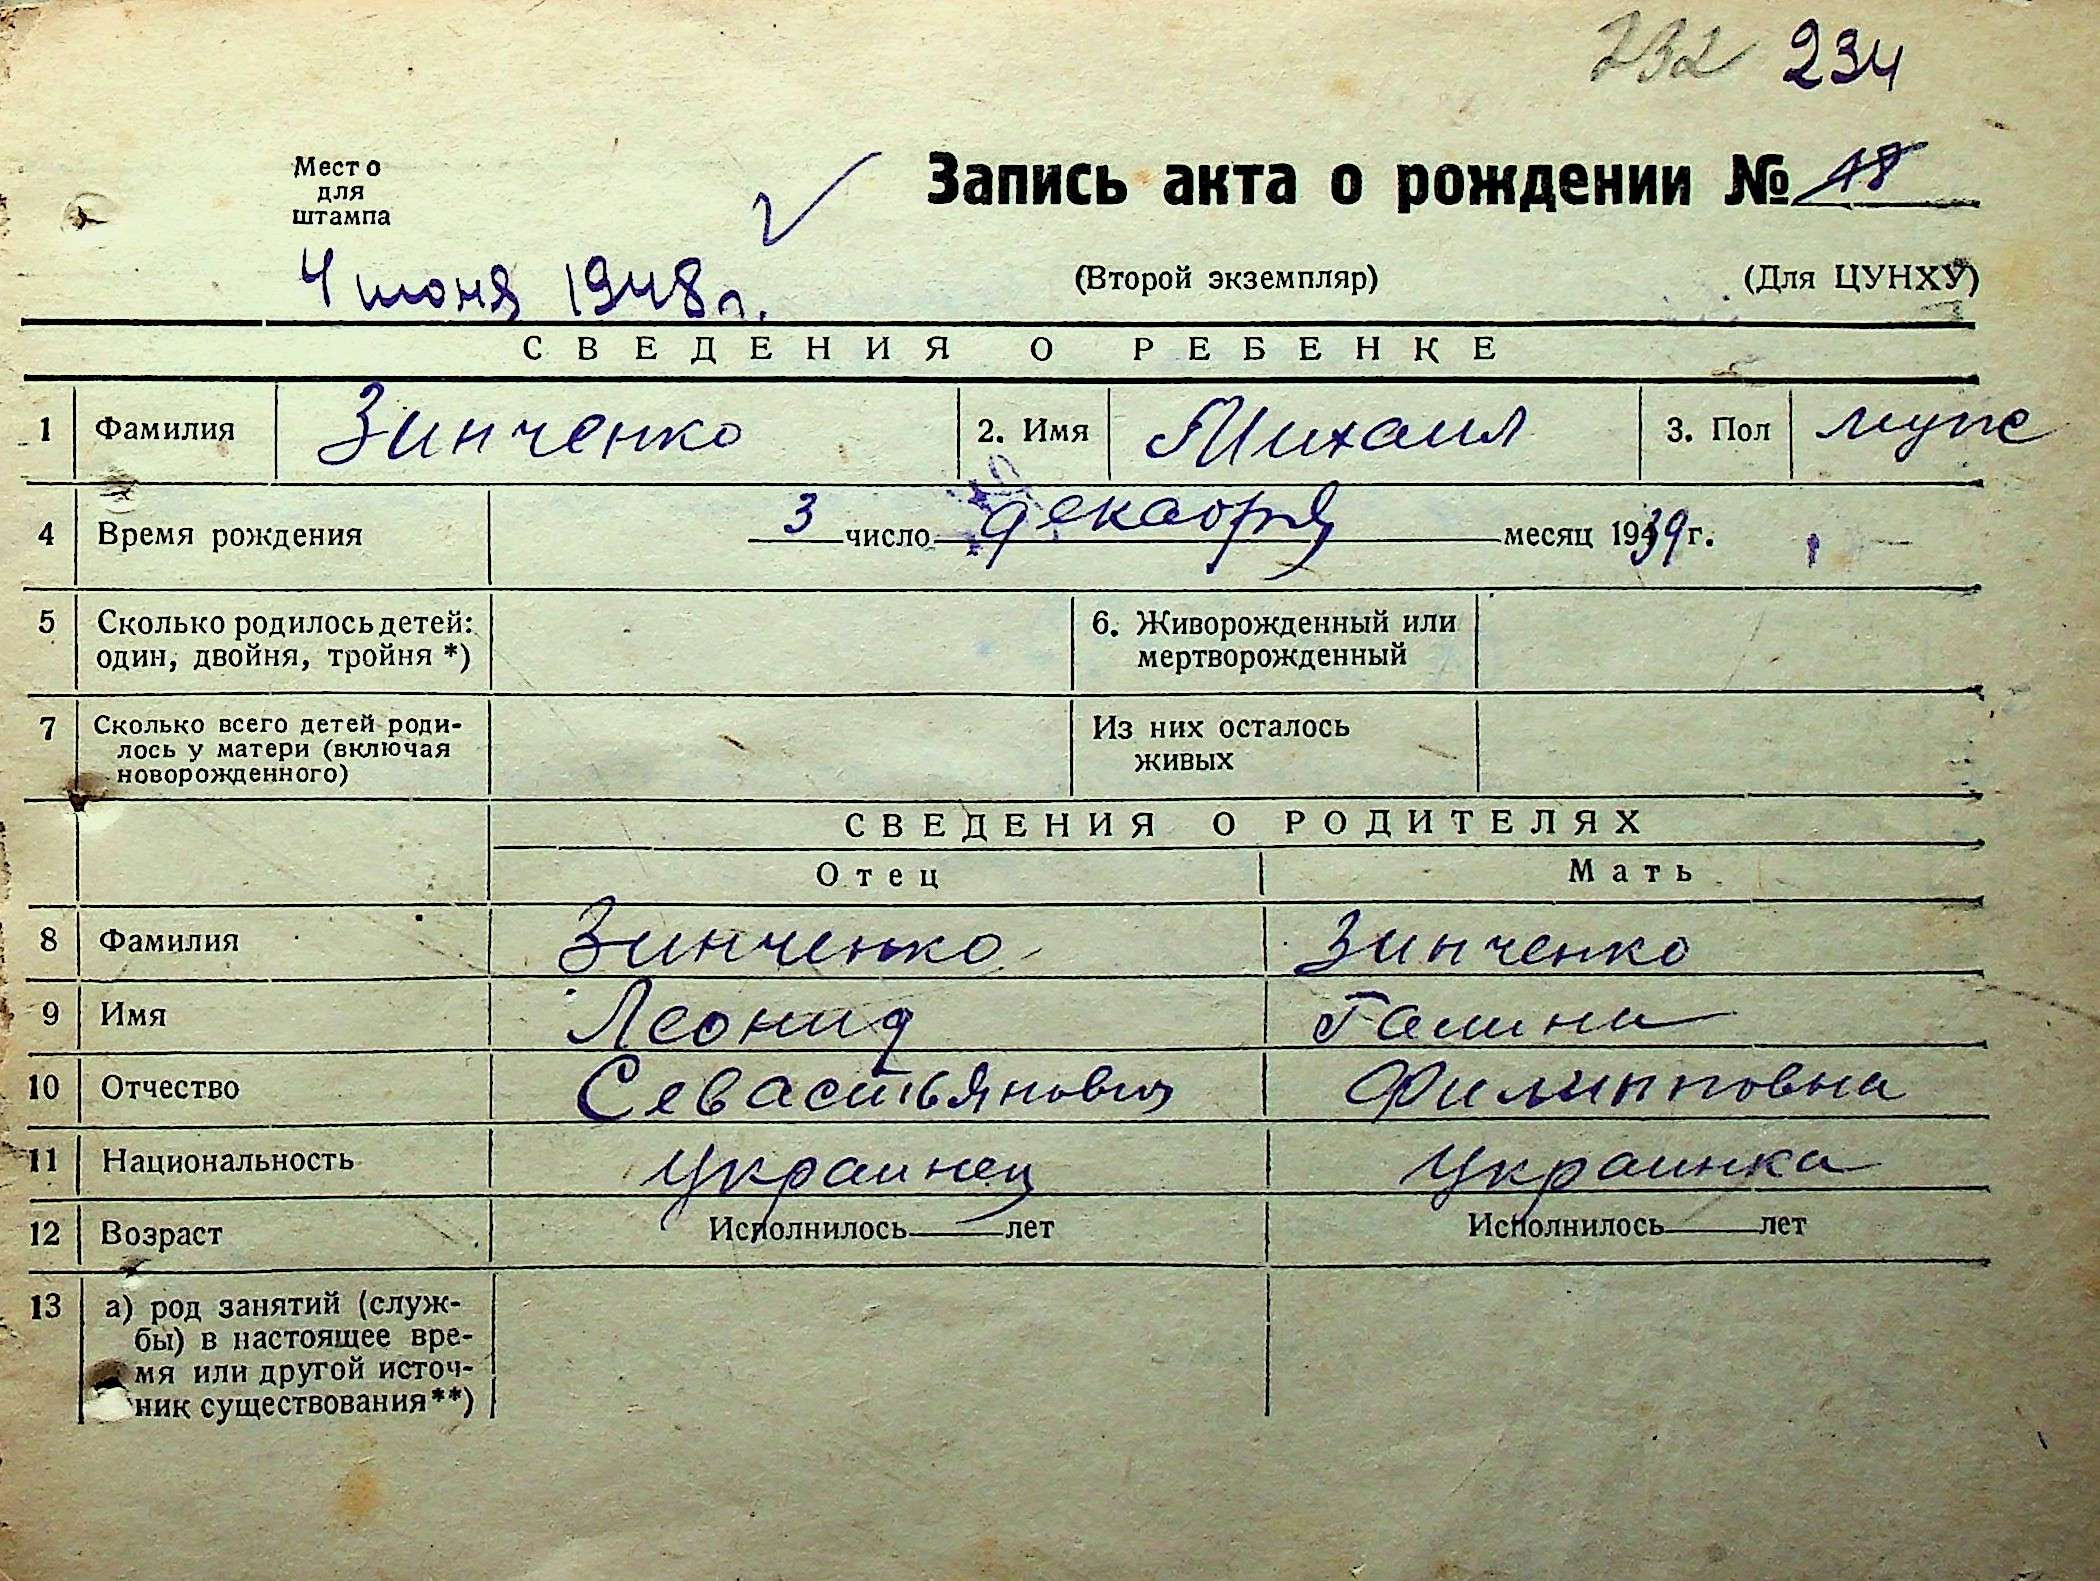 232 234
Место
для
штампа
Запись акта о рождении № 18
4 июня 1948 г.
(Второй экземпляр) (Для ЦУНХУ)
СВЕДЕНИЯ О РЕБЕНКЕ
1 Фамилия Зинченко 2. Имя Михаил 3. Пол муж
4 Время рождения 3 число декабря месяц 1939 г.
5 Сколько родилось детей: 6. Живорожденный или
один, двойня, тройня *) мертворожденный
7 Сколько всего детей роди- Из них осталось
лось у матери (включая живых
новорожденного)
СВЕДЕНИЯ О РОДИТЕЛЯХ
Отец Мать
8 Фамилия Зинченко Зинченко
9 Имя Леонид Галина
10 Отчество Севастьянович Филипповна
11 Национальность украинец украинка
12 Возраст Исполнилось лет Исполнилось лет
13 а) род занятий (служ-
бы) в настоящее вре-
мя или другой источ-
ник существования**)